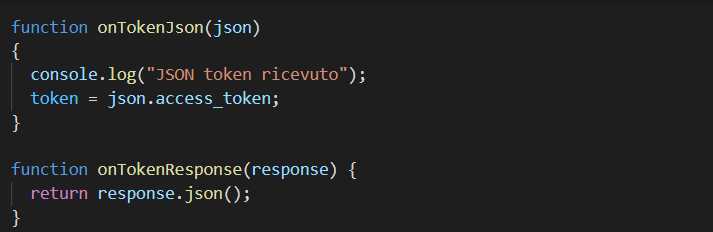 function onTokenJson(json)
{
  console.log("JSON token ricevuto");
  token = json.access_token;
}
function onTokenResponse(response) {
  return response.json();
}